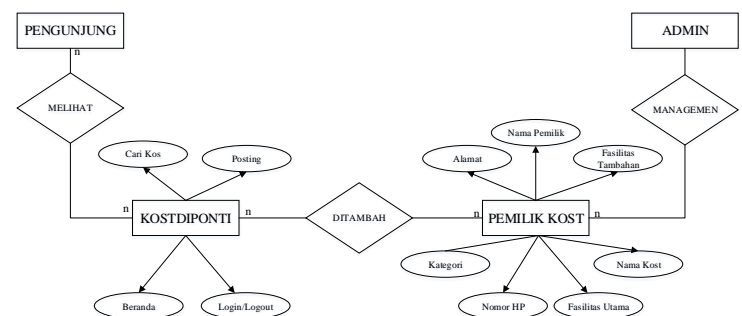 PENGUNJUNG
ADMIN
n
MELIHAT
MANAGEMEN
Nama Pemilik
Cari Kos
Posting
Alamat
Fasilitas
Tambahan
n
KOSTDIPONTI
n
DITAMBAH
n
PEMILIK KOST
n
Kategori
Nama Kost
Beranda
Login/Logout
Nomor HP
Fasilitas Utama